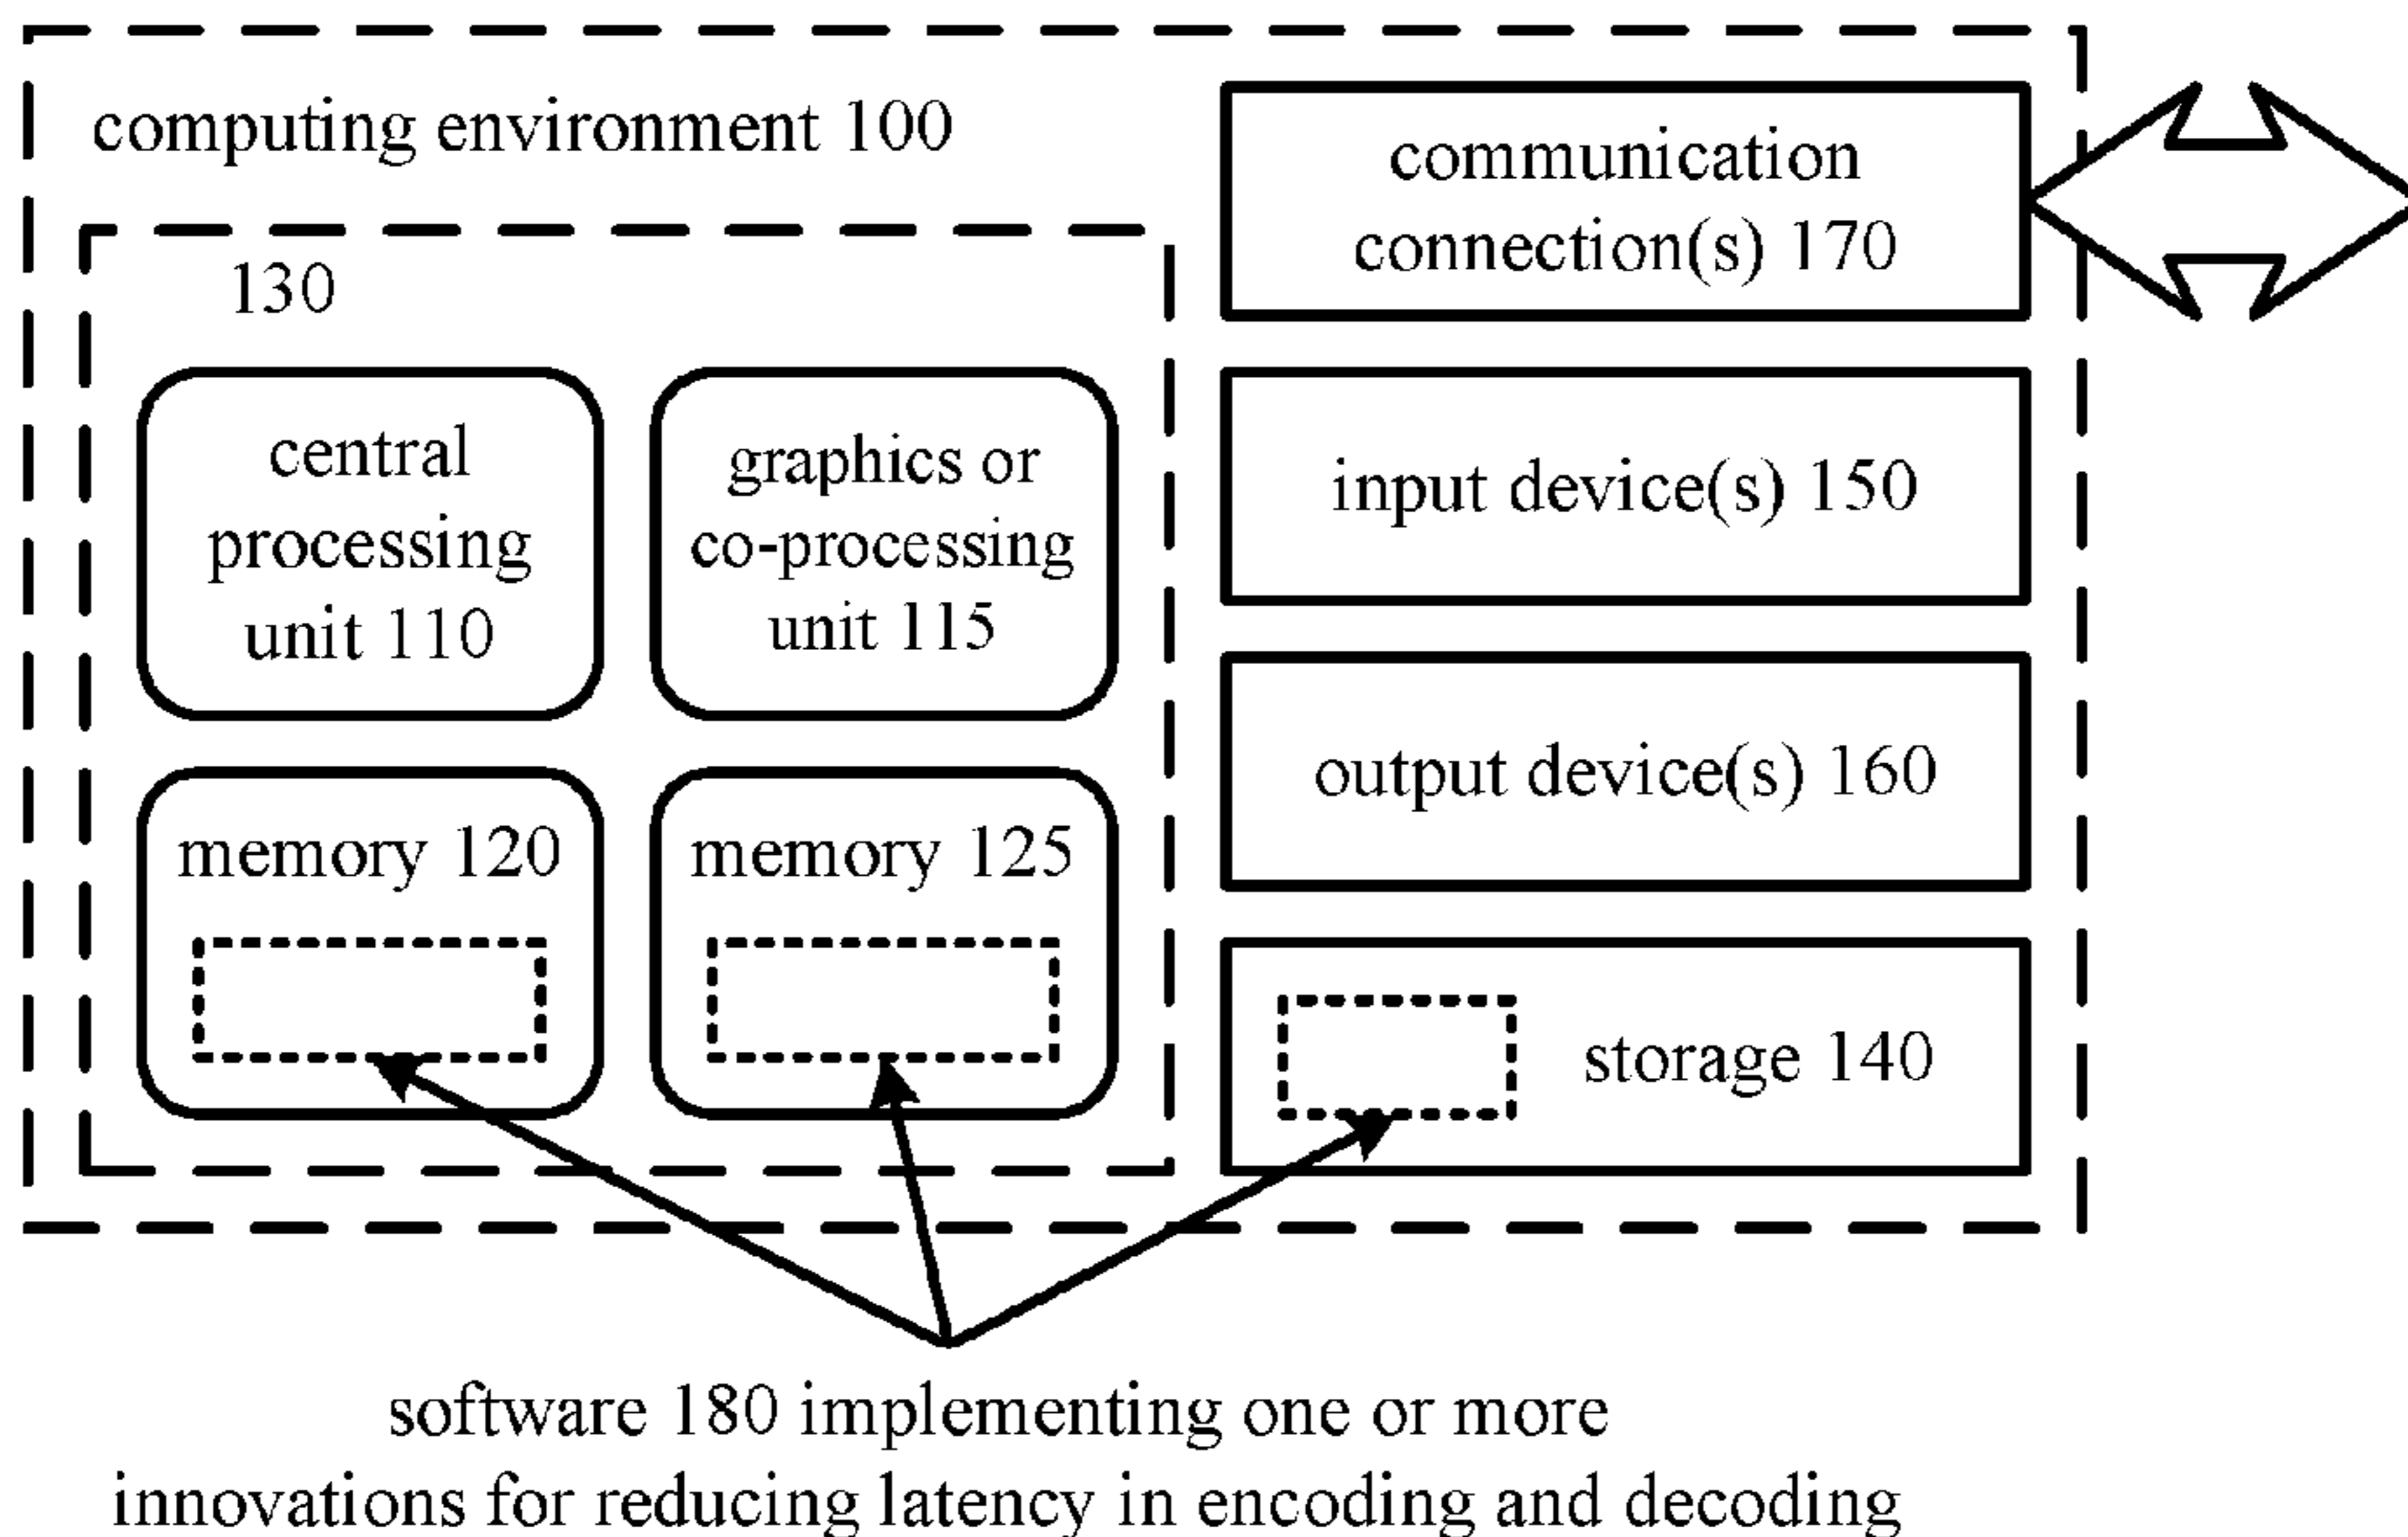 computing environment 100
130
central
processing
unit 110
graphics or
co-processing
unit 115
memory 120
memory 125
communication
connection(s) 170
input device(s) 150
output device(s) 160
storage 140
software 180 implementing one or more
innovations for reducing latency in encoding and decoding